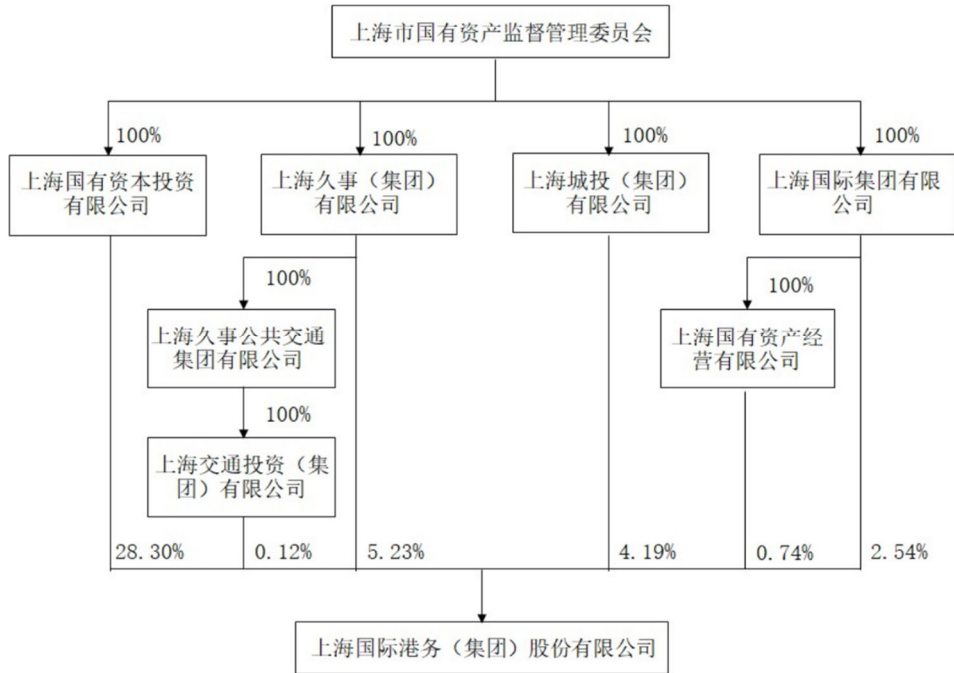 上海市国有资产监督管理委员会
100%
100%
100%
100%
上海国有资本投资
有限公司
上海久事（集团）
有限公司
上海城投（集团）
有限公司
上海国际集团有限
公司
100%
100%
上海久事公共交通
集团有限公司
上海国有资产经
营有限公司
100%
上海交通投资（集
团）有限公司
28.30%
0.12%
5.23%
4.19%
0.74%
2.54%
上海国际港务（集团）股份有限公司